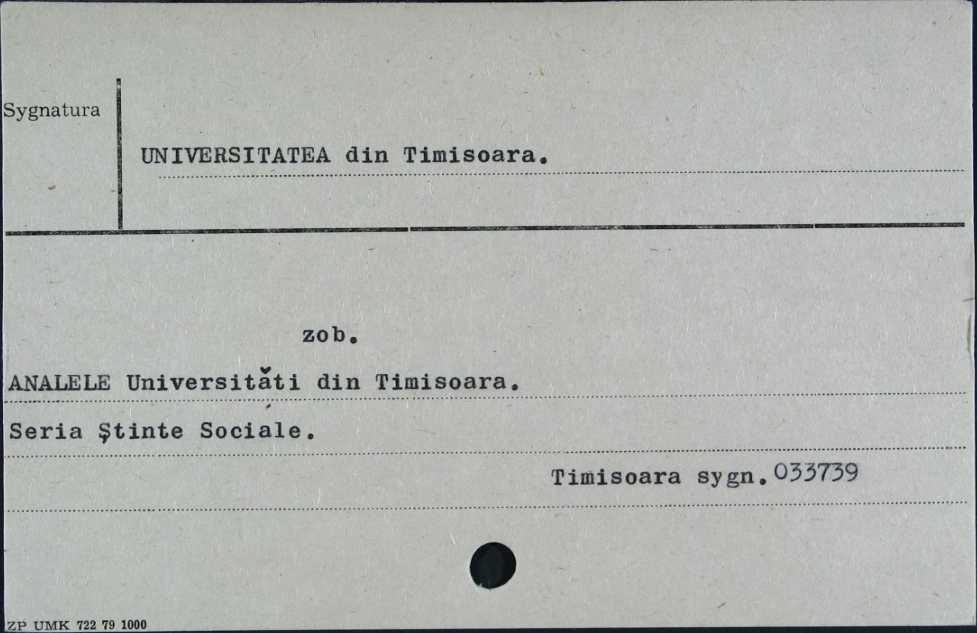 Sygnatura
UNIVERSITATEA din Timisoara.
zob.
ANALELE Universităti din Timisoara.
Seria Ştinte Sociale.
Timisoara sygn. 033739
ZP UMK 722 79 1000